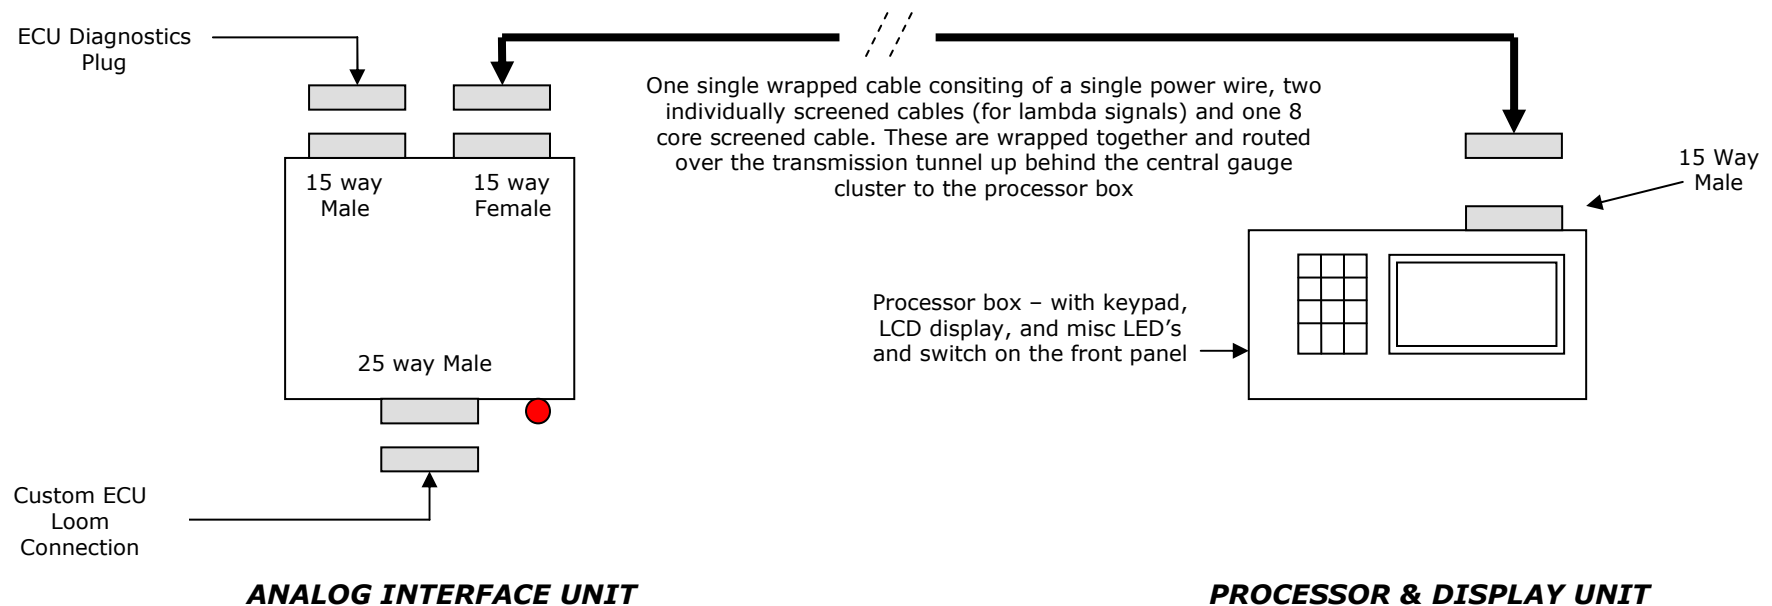 ECU Diagnostics
Plug
One single wrapped cable consiting of a single power wire, two
individually screened cables (for lambda signals) and one 8
core screened cable. These are wrapped together and routed
over the transmission tunnel up behind the central gauge
cluster to the processor box
15 Way
Male
15 way
Male
15 way
Female
25 way Male
Processor box – with keypad,
LCD display, and misc LED’s
and switch on the front panel
Custom ECU
Loom
Connection
ANALOG INTERFACE UNIT
PROCESSOR & DISPLAY UNIT